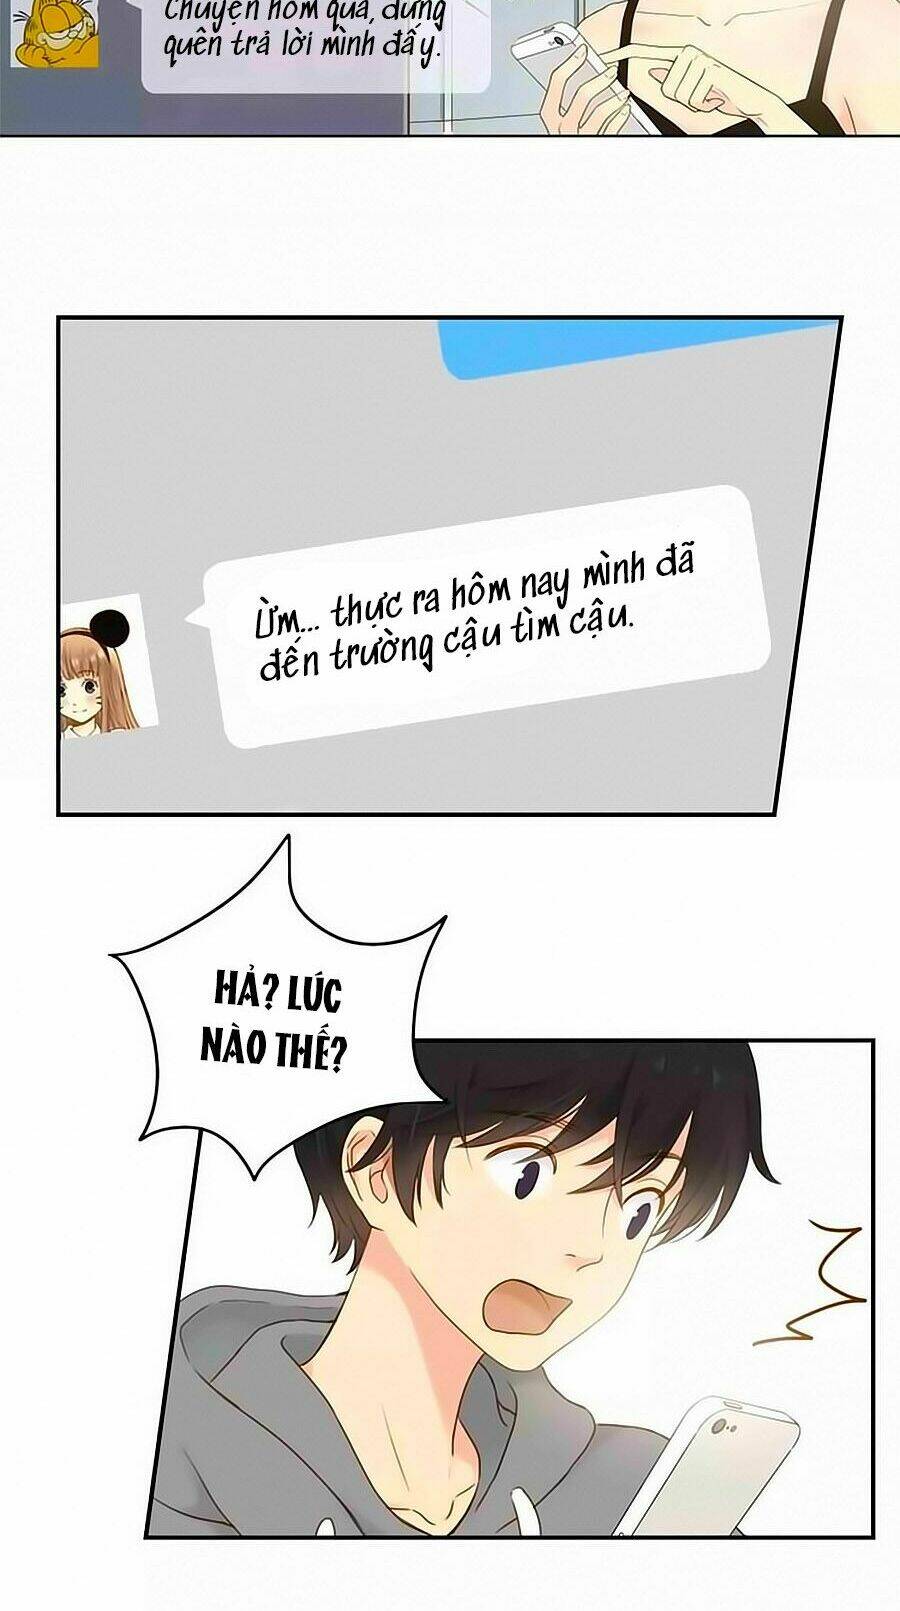 Chuyện hôm qua, đừng
quên trả lời mình đấy.
Ừm... thực ra hôm nay mình đã
đến trường cậu tìm cậu.
HẢ? LÚC
NÀO THẾ?